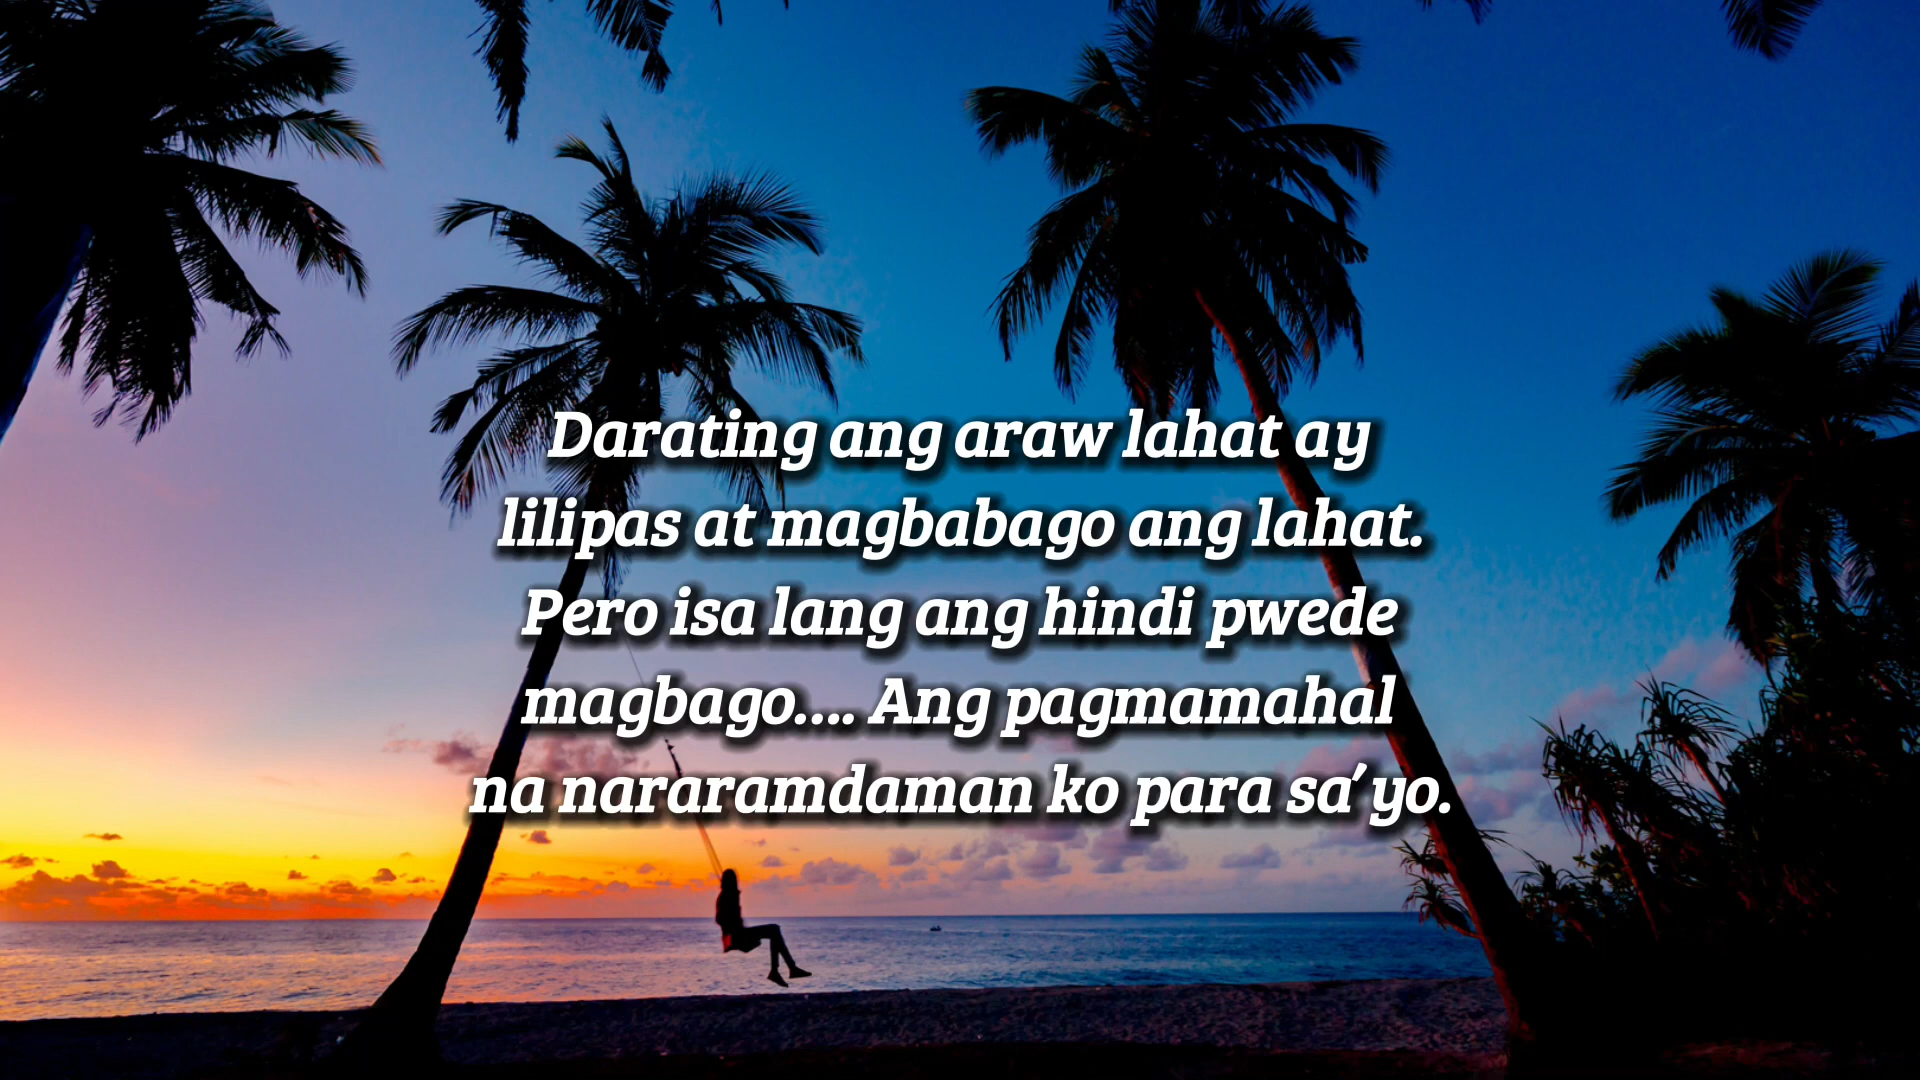 Darating ang araw lahat ay
lilipas at magbabago ang lahat.
Pero isa lang ang hindi pwede
magbago.... Ang pagmamahal
na nararamdaman ko para sa’yo.